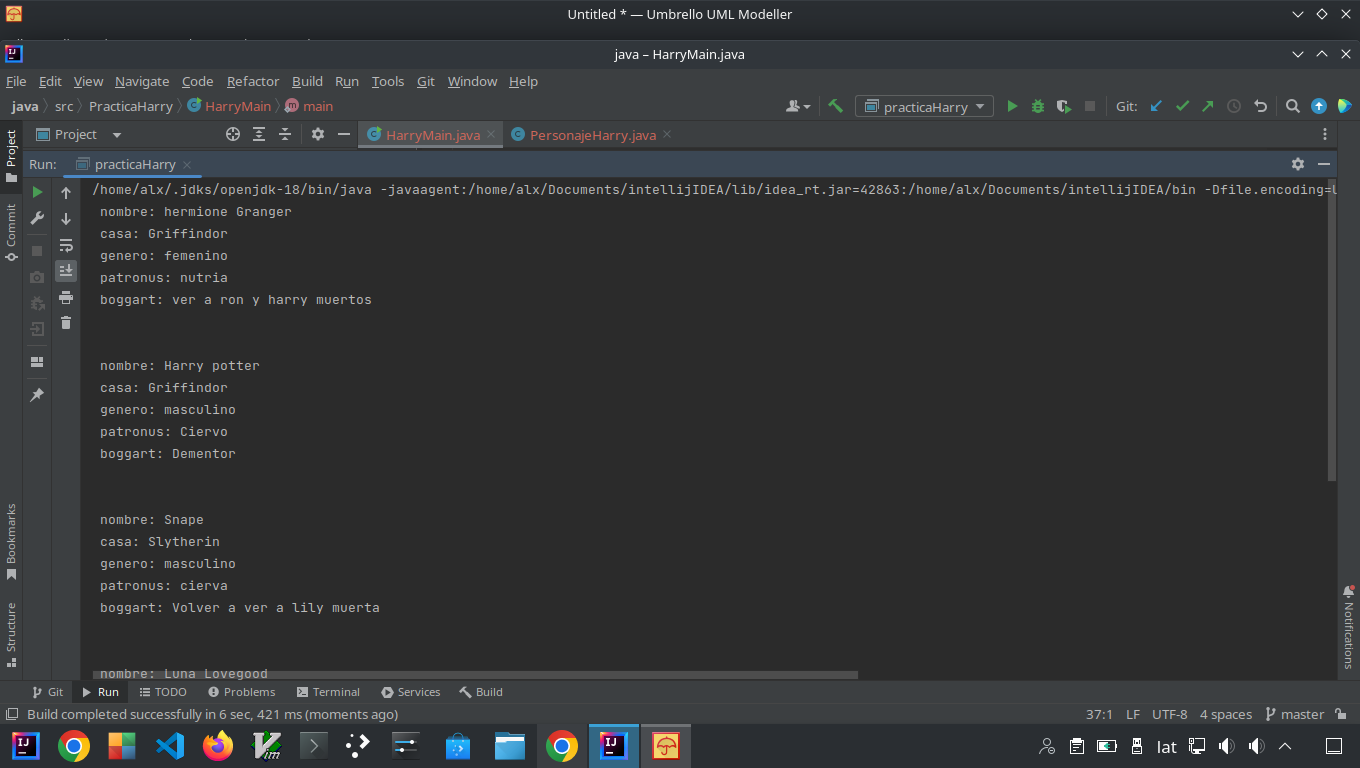 Untitled * — Umbrello UML Modeller
java – HarryMain.java
File Edit View Navigate Code Refactor Build Run Tools Git Window Help
java src PracticaHarry HarryMain main practicaHarry Git:
Project HarryMain.java PersonajeHarry.java
Run: practicaHarry
/home/alx/.jdks/openjdk-18/bin/java -javaagent:/home/alx/Documents/intellijIDEA/lib/idea_rt.jar=42863:/home/alx/Documents/intellijIDEA/bin -Dfile.encoding=
nombre: hermione Granger
casa: Griffindor
genero: femenino
patronus: nutria
boggart: ver a ron y harry muertos
nombre: Harry potter
casa: Griffindor
genero: masculino
patronus: Ciervo
boggart: Dementor
nombre: Snape
casa: Slytherin
genero: masculino
patronus: cierva
boggart: Volver a ver a lily muerta
nombre: Luna Lovegood
Project
Commit
Bookmarks
Structure
Notifications
Git Run TODO Problems Terminal Services Build
Build completed successfully in 6 sec, 421 ms (moments ago) 37:1 LF UTF-8 4 spaces master
lat